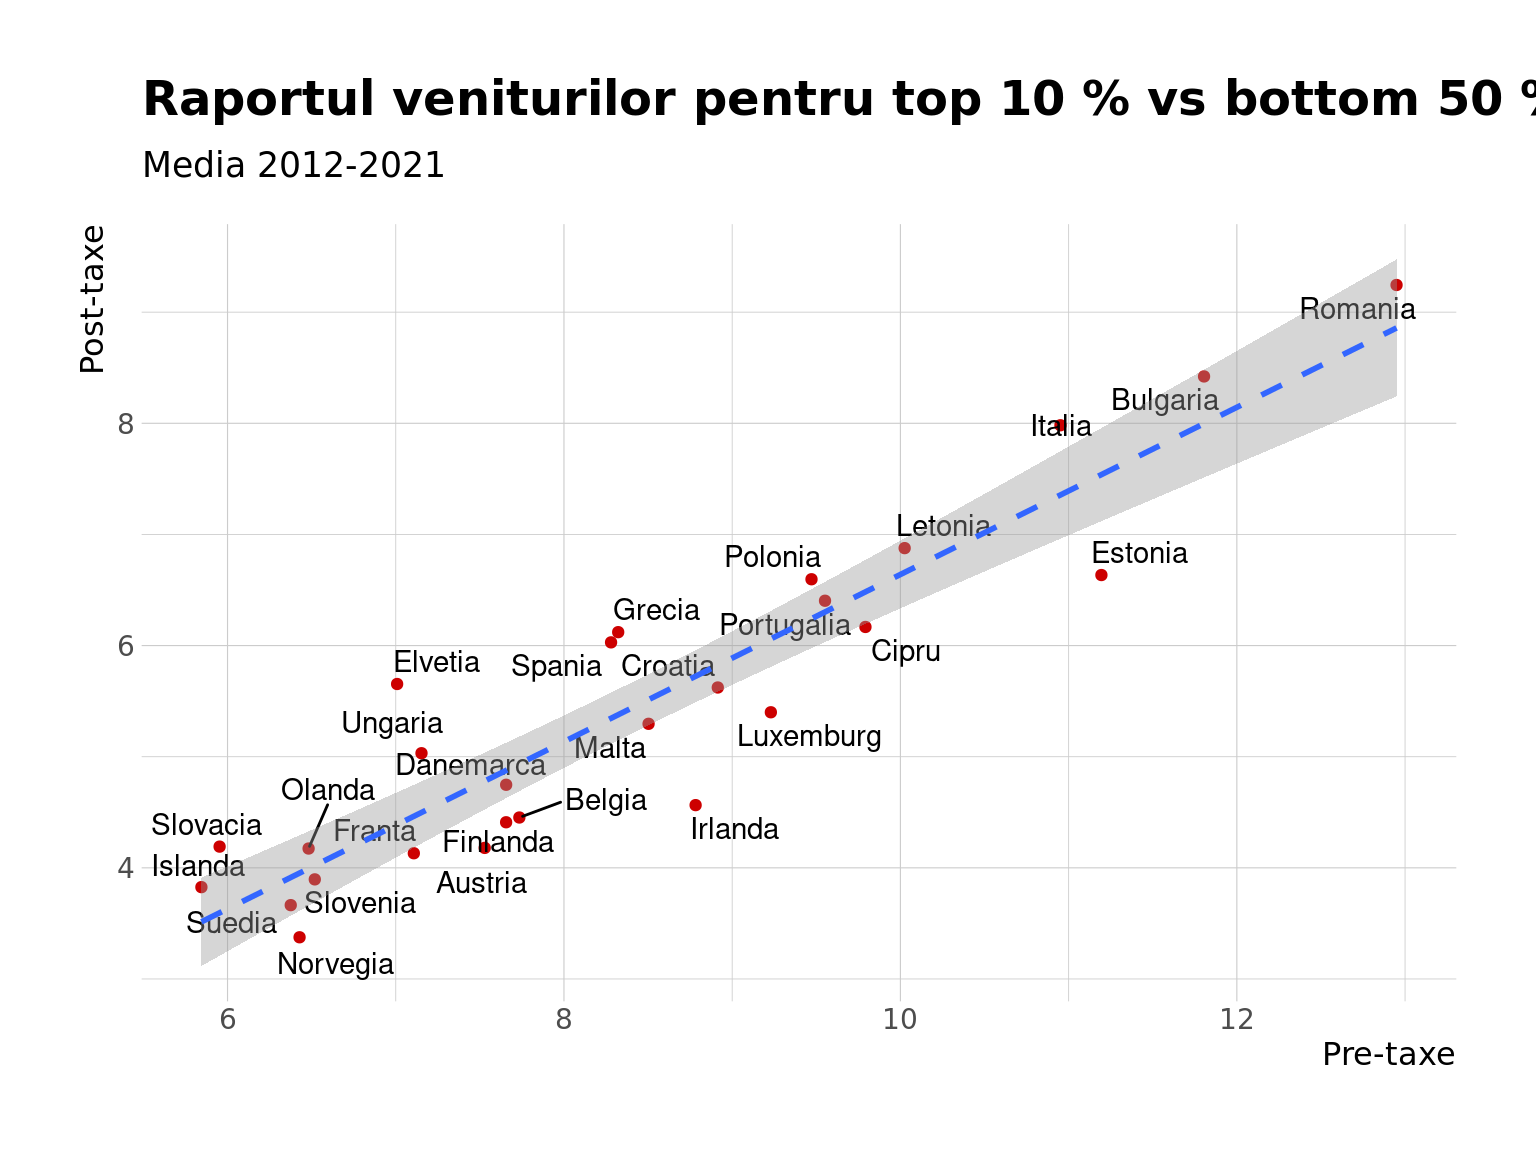 Raportul veniturilor pentru top 10 % vs bottom 50
Media 2012-2021
Post-taxe
Romania
Bulgaria
8
Italia
Letonia
Polonia
Estonia
Grecia
Portugalia
6
Cipru
Elvetia
Spania
Croatia
Ungaria
Luxemburg
Malta
Danemarca
Olanda
Belgia
Slovacia
Franta
Irlanda
Finlanda
4
Islanda
Austria
Slovenia
Suedia
Norvegia
6
8
10
12
Pre-taxe